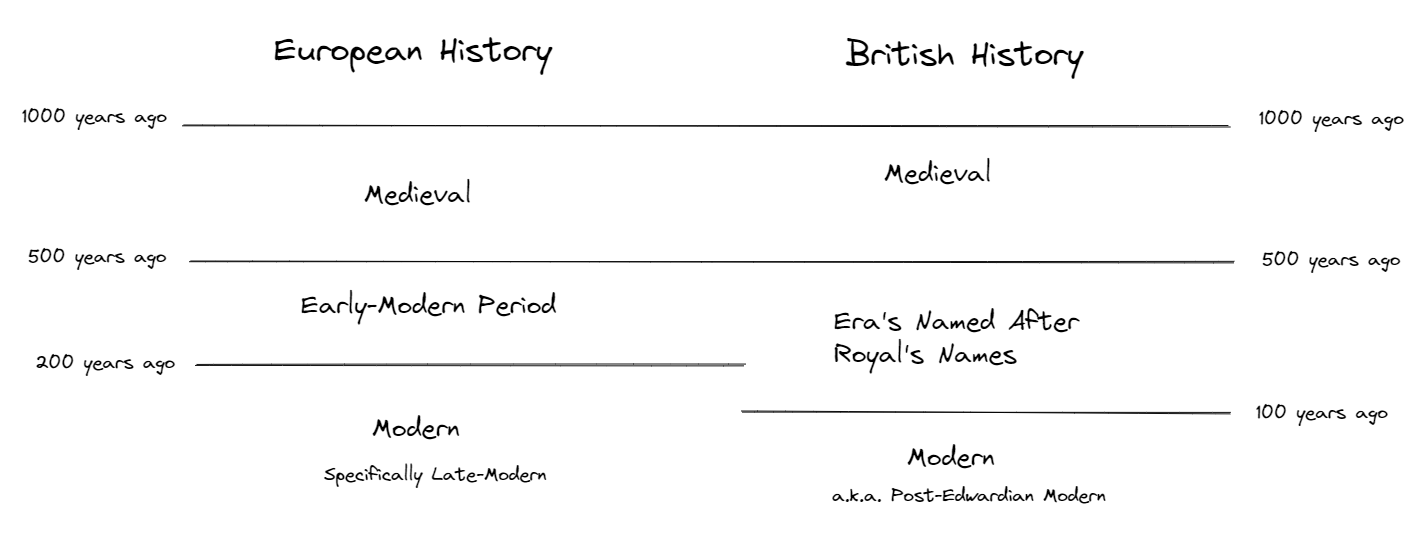 European History
British History
1000 years ago
1000 years ago
Medieval
Medieval
500 years ago
500 years ago
Early-Modern Period
Era's Named After
Royal's Names
200 years ago
100 years ago
Modern
Specifically Late-Modern
Modern
a.k.a. Post-Edwardian Modern